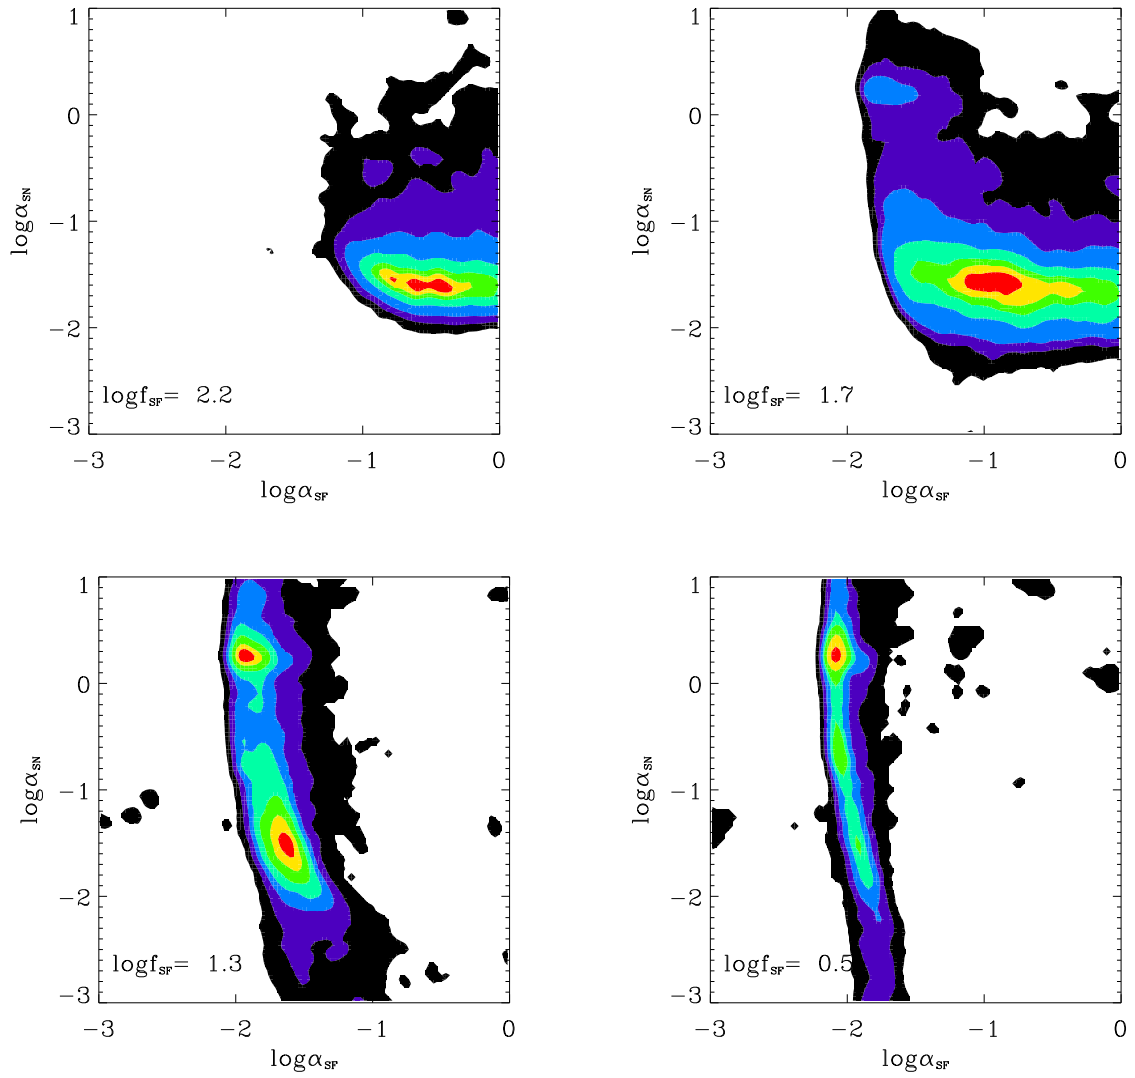 1
0
−1
−2
−3
logα_SN
logf_SF= 2.2
−3 −2 −1 0
logα_SF
1
0
−1
−2
−3
logα_SN
logf_SF= 1.7
−3 −2 −1 0
logα_SF
1
0
−1
−2
−3
logα_SN
logf_SF= 1.3
−3 −2 −1 0
logα_SF
1
0
−1
−2
−3
logα_SN
logf_SF= 0.5
−3 −2 −1 0
logα_SF